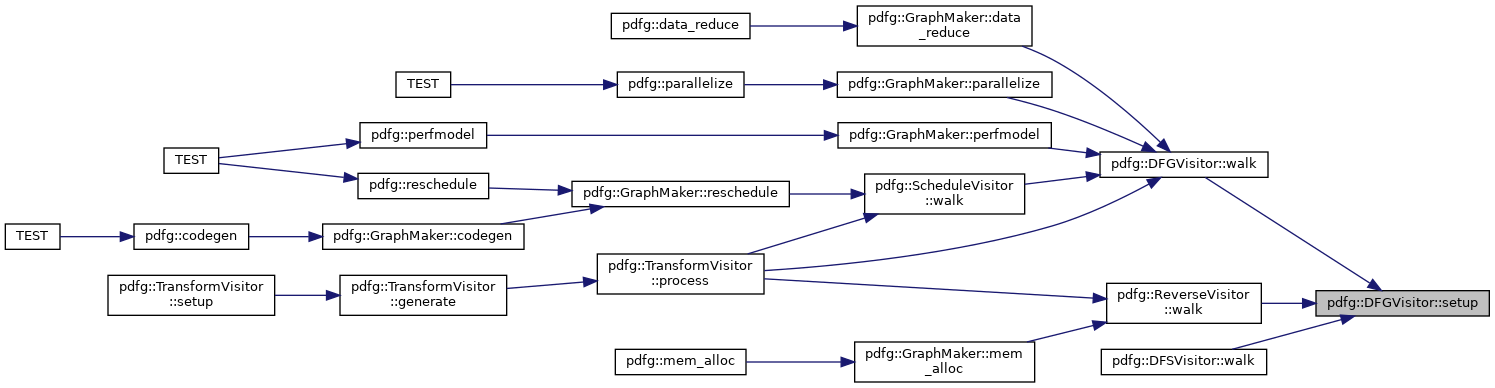 pdfg::data_reduce
pdfg::GraphMaker::data
_reduce
TEST
pdfg::parallelize
pdfg::GraphMaker::parallelize
pdfg::perfmodel
pdfg::GraphMaker::perfmodel
TEST
pdfg::DFGVisitor::walk
pdfg::reschedule
pdfg::GraphMaker::reschedule
pdfg::ScheduleVisitor
::walk
TEST
pdfg::codegen
pdfg::GraphMaker::codegen
pdfg::TransformVisitor
::process
pdfg::TransformVisitor
::setup
pdfg::TransformVisitor
::generate
pdfg::ReverseVisitor
::walk
pdfg::DFGVisitor::setup
pdfg::mem_alloc
pdfg::GraphMaker::mem
_alloc
pdfg::DFSVisitor::walk